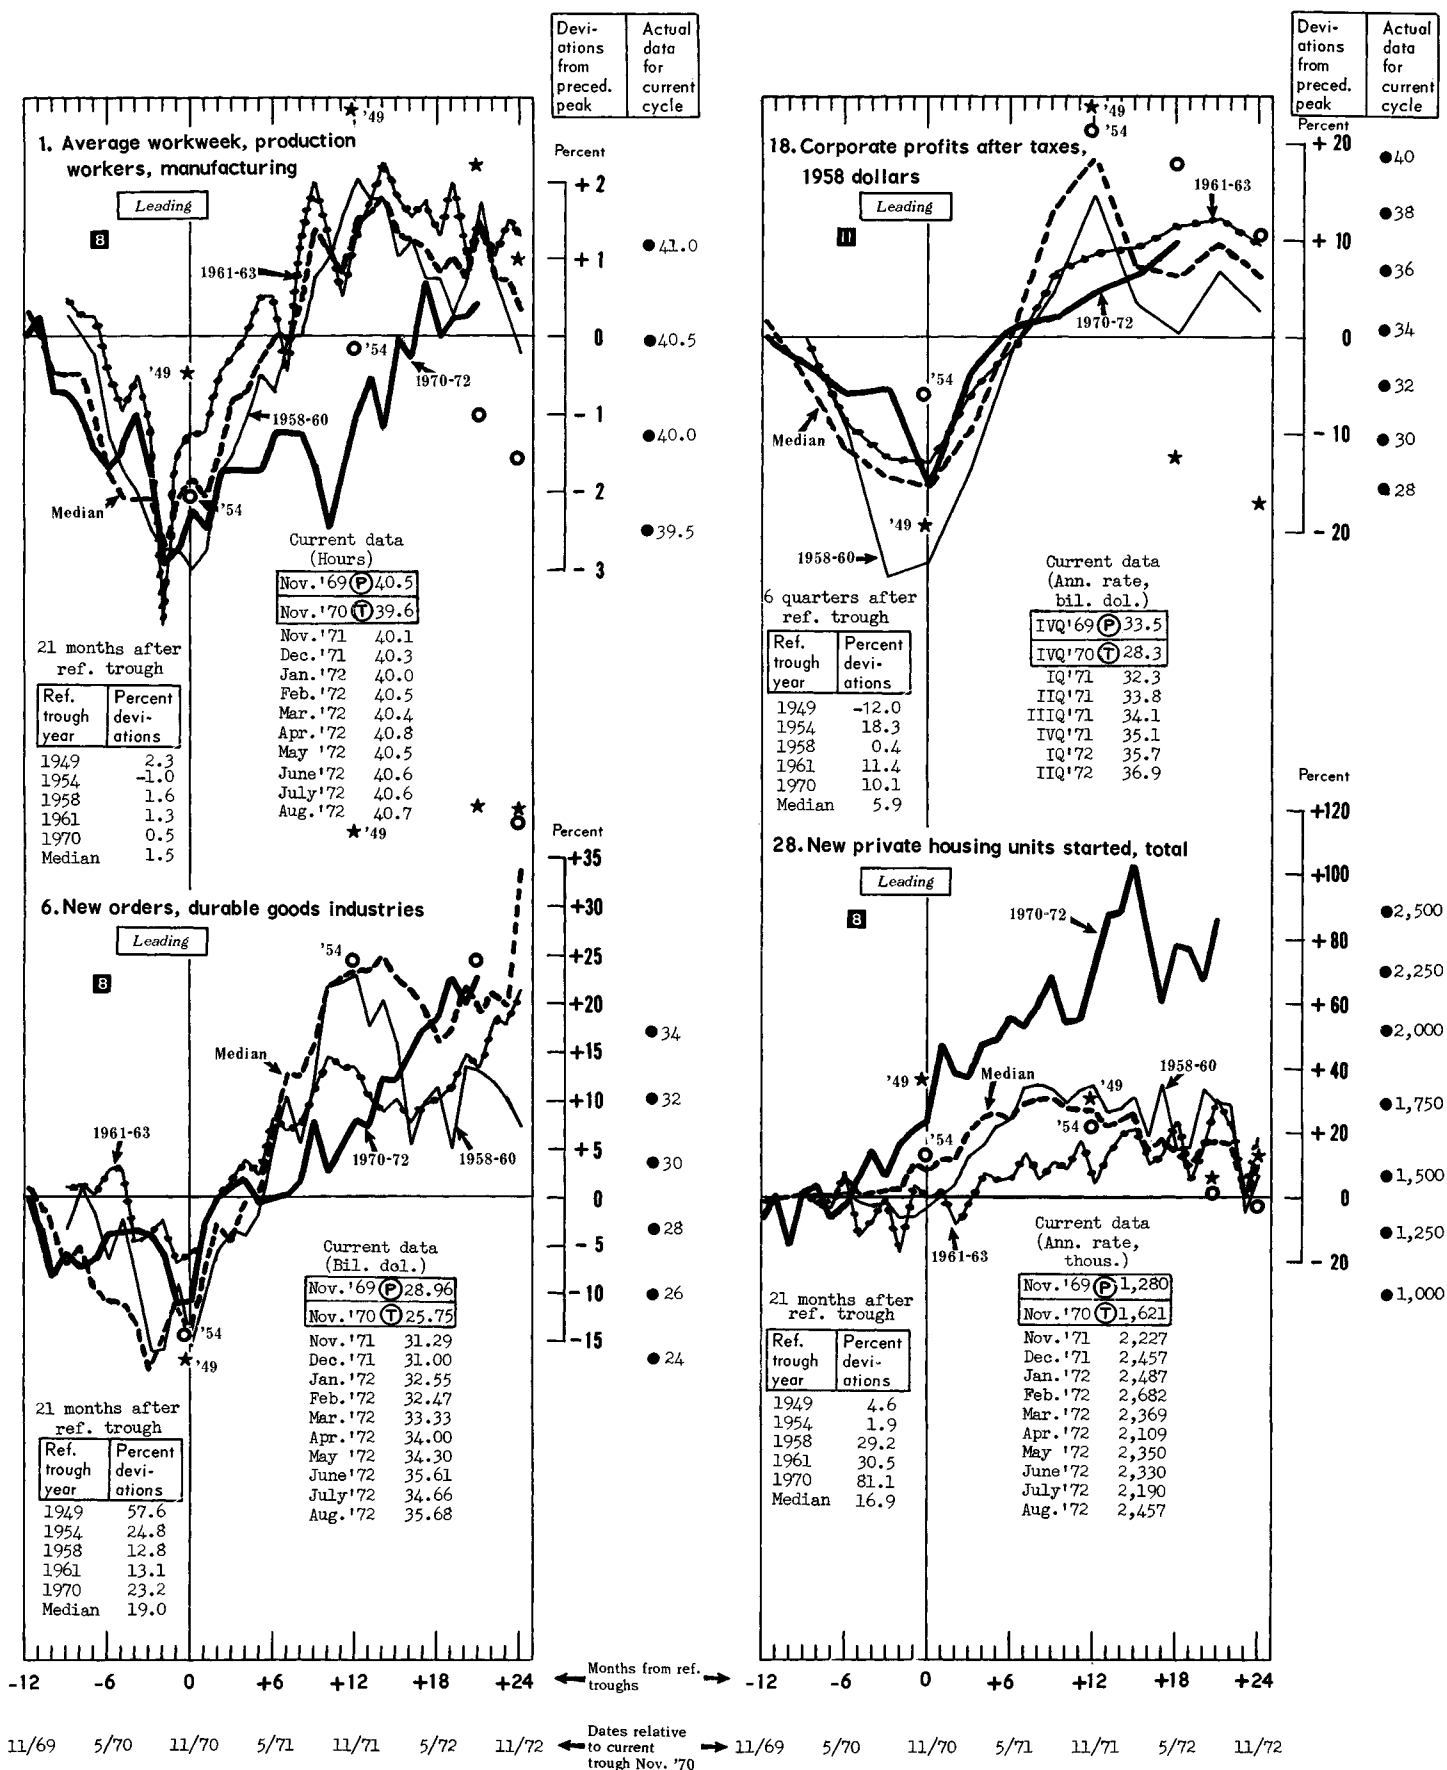 Devi-
ations
from
preced.
peak
Actual
data
for
current
cycle
1. Average workweek, production
workers, manufacturing
Leading
8
'49
1961-63
'49
'54
1970-72
1958-60
Median
'54
Percent
+2
+1
0
-1
-2
-3
41.0
40.5
40.0
39.5
Current data
(Hours)
Nov.'69 P 40.5
Nov.'70 T 39.6
Nov.'71 40.1
Dec.'71 40.3
Jan.'72 40.0
Feb.'72 40.5
Mar.'72 40.4
Apr.'72 40.8
May '72 40.5
June'72 40.6
July'72 40.6
Aug.'72 40.7
21 months after
ref. trough
Ref.
trough
year
Percent
devi-
ations
1949 2.3
1954 -1.0
1958 1.6
1961 1.3
1970 0.5
Median 1.5
'49
6. New orders, durable goods industries
Leading
8
'54
Median
1961-63
1970-72
1958-60
'54
'49
Percent
+35
+30
+25
+20
+15
+10
+5
0
-5
-10
-15
34
32
30
28
26
24
Current data
(Bil. dol.)
Nov.'69 P 28.96
Nov.'70 T 25.75
Nov.'71 31.29
Dec.'71 31.00
Jan.'72 32.55
Feb.'72 32.47
Mar.'72 33.33
Apr.'72 34.00
May '72 34.30
June'72 35.61
July'72 34.66
Aug.'72 35.68
21 months after
ref. trough
Ref.
trough
year
Percent
devi-
ations
1949 57.6
1954 24.8
1958 12.8
1961 13.1
1970 23.2
Median 19.0
-12 -6 0 +6 +12 +18 +24
11/69 5/70 11/70 5/71 11/71 5/72 11/72
Months from ref.
troughs
Dates relative
to current
trough Nov. '70
Devi-
ations
from
preced.
peak
Actual
data
for
current
cycle
18. Corporate profits after taxes,
1958 dollars
Leading
11
'49
'54
1961-63
1970-72
'54
Median
'49
1958-60
Percent
+20
+10
0
-10
-20
40
38
36
34
32
30
28
Current data
(Ann. rate,
bil. dol.)
IVQ'69 P 33.5
IVQ'70 T 28.3
IQ'71 32.3
IIQ'71 33.8
IIIQ'71 34.1
IVQ'71 35.1
IQ'72 35.7
IIQ'72 36.9
6 quarters after
ref. trough
Ref.
trough
year
Percent
devi-
ations
1949 -12.0
1954 18.3
1958 0.4
1961 11.4
1970 10.1
Median 5.9
28. New private housing units started, total
Leading
8
1970-72
'49
Median
'49
1958-60
'54
'54
1961-63
Percent
+120
+100
+80
+60
+40
+20
0
-20
2,500
2,250
2,000
1,750
1,500
1,250
1,000
Current data
(Ann. rate,
thous.)
Nov.'69 P 1,280
Nov.'70 T 1,621
Nov.'71 2,227
Dec.'71 2,457
Jan.'72 2,487
Feb.'72 2,682
Mar.'72 2,369
Apr.'72 2,109
May '72 2,350
June'72 2,330
July'72 2,190
Aug.'72 2,457
21 months after
ref. trough
Ref.
trough
year
Percent
devi-
ations
1949 4.6
1954 1.9
1958 29.2
1961 30.5
1970 81.1
Median 16.9
-12 -6 0 +6 +12 +18 +24
11/69 5/70 11/70 5/71 11/71 5/72 11/72